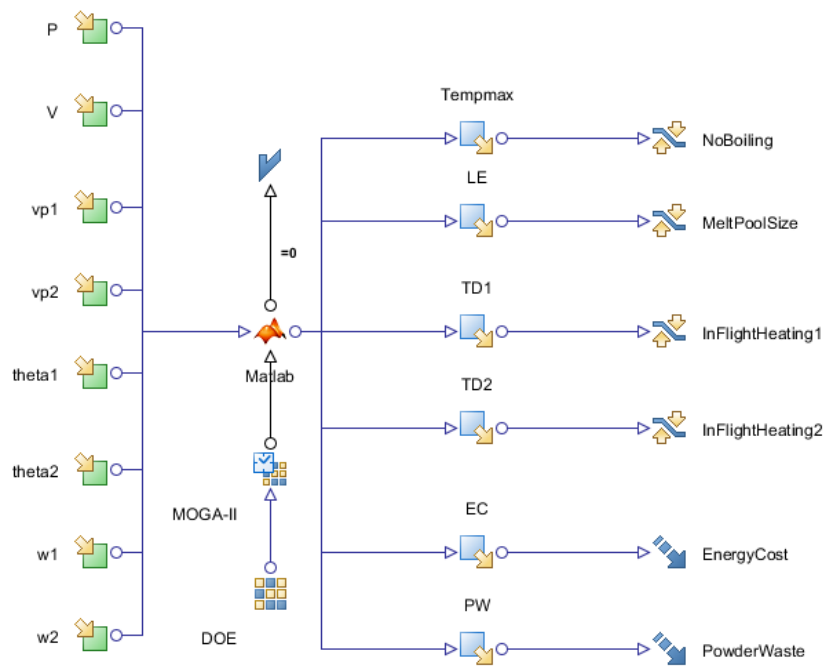 P
V
vp1
vp2
theta1
theta2
w1
w2
=0
Matlab
MOGA-II
DOE
Tempmax
NoBoiling
LE
MeltPoolSize
TD1
InFlightHeating1
TD2
InFlightHeating2
EC
EnergyCost
PW
PowderWaste